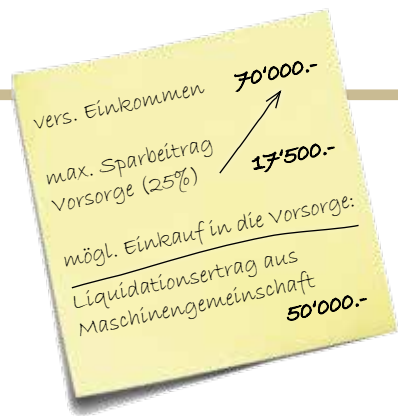 vers. Einkommen 70'000.-
max. Sparbeitrag
Vorsorge (25%) 17'500.-
mögl. Einkauf in die Vorsorge:
Liquidationsertrag aus
Maschinengemeinschaft
50'000.-